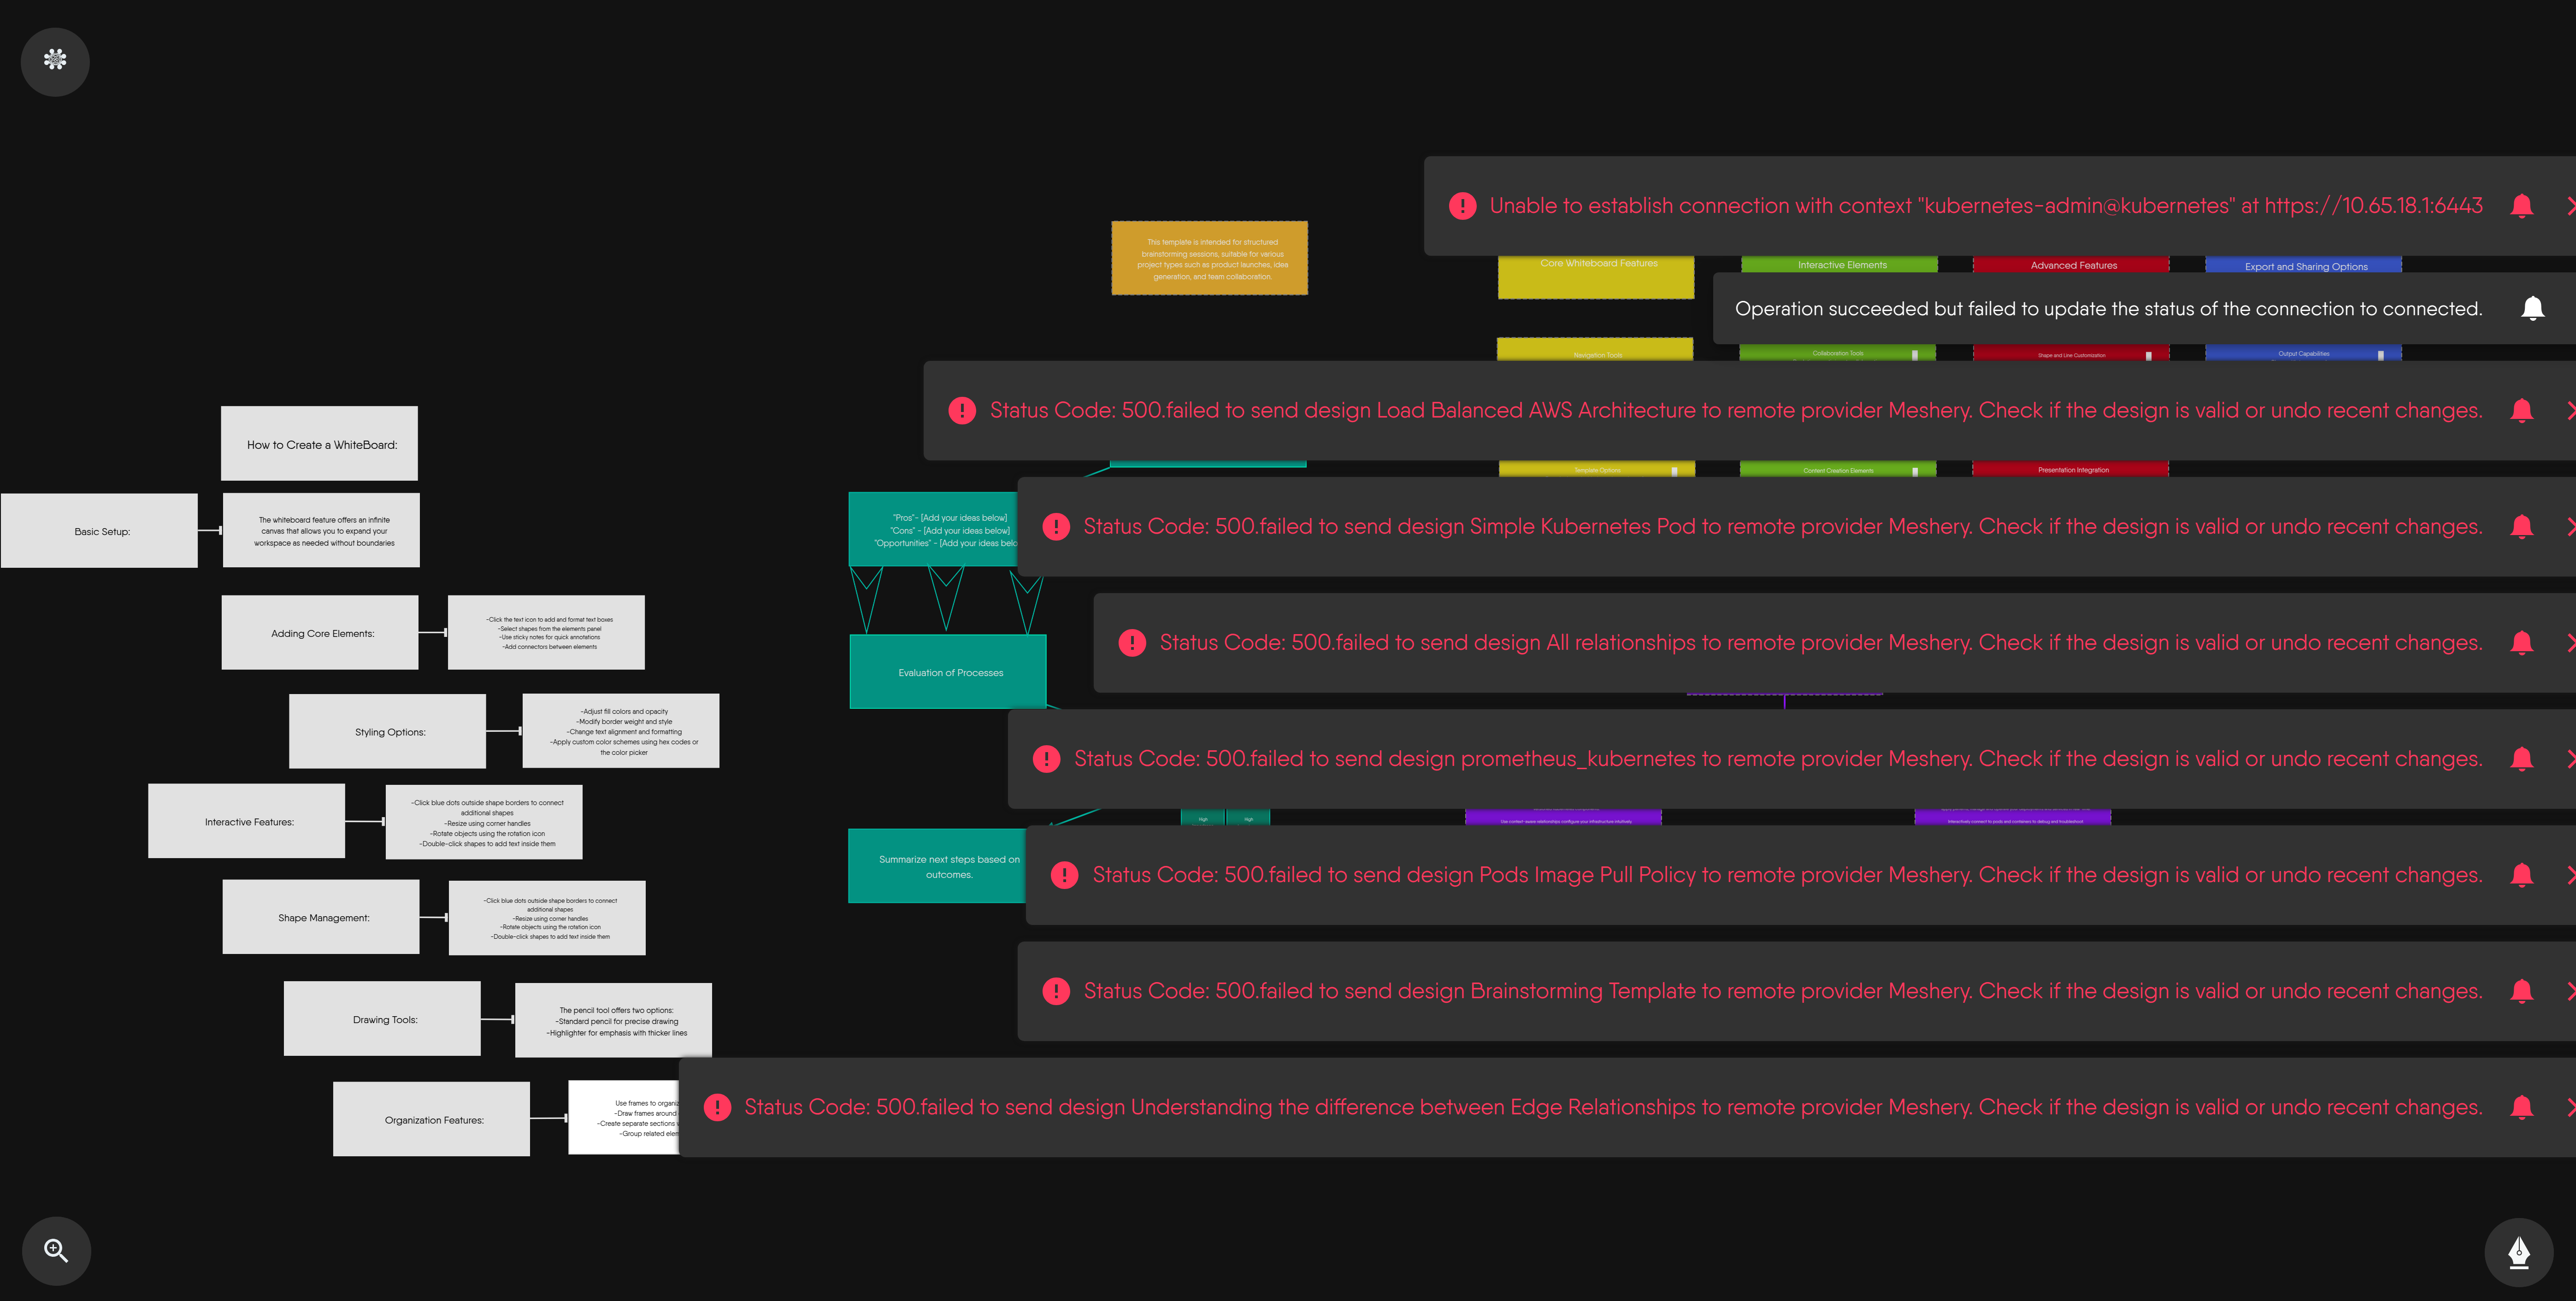 Unable to establish connection with context "kubernetes-admin@kubernetes" at https://10.65.18.1:6443
This template is intended for structured
brainstorming sessions, suitable for various
project types such as product launches, idea
generation, and team collaboration.
Core Whiteboard Features
Interactive Elements
Advanced Features
Export and Sharing Options
Operation succeeded but failed to update the status of the connection to connected.
Navigation Tools
Collaboration Tools
Shape and Line Customization
Output Capabilities
Status Code: 500.failed to send design Load Balanced AWS Architecture to remote provider Meshery. Check if the design is valid or undo recent changes.
How to Create a WhiteBoard:
Template Options
Content Creation Elements
Presentation Integration
Basic Setup:
The whiteboard feature offers an infinite
canvas that allows you to expand your
workspace as needed without boundaries
"Pros"- [Add your ideas below]
"Cons" - [Add your ideas below]
"Opportunities" - [Add your ideas belo
Status Code: 500.failed to send design Simple Kubernetes Pod to remote provider Meshery. Check if the design is valid or undo recent changes.
Adding Core Elements:
-Click the text icon to add and format text boxes
-Select shapes from the elements panel
-Use sticky notes for quick annotations
-Add connectors between elements
Status Code: 500.failed to send design All relationships to remote provider Meshery. Check if the design is valid or undo recent changes.
Evaluation of Processes
Styling Options:
-Adjust fill colors and opacity
-Modify border weight and style
-Change text alignment and formatting
-Apply custom color schemes using hex codes or
the color picker
Status Code: 500.failed to send design prometheus_kubernetes to remote provider Meshery. Check if the design is valid or undo recent changes.
Interactive Features:
-Click blue dots outside shape borders to connect
additional shapes
-Resize using corner handles
-Rotate objects using the rotation icon
-Double-click shapes to add text inside them
High
High
Use context-aware relationships configure your infrastructure intuitively
Interactively connect to pods and containers to debug and troubleshoot
Summarize next steps based on
outcomes.
Status Code: 500.failed to send design Pods Image Pull Policy to remote provider Meshery. Check if the design is valid or undo recent changes.
Shape Management:
-Click blue dots outside shape borders to connect
additional shapes
-Resize using corner handles
-Rotate objects using the rotation icon
-Double-click shapes to add text inside them
Status Code: 500.failed to send design Brainstorming Template to remote provider Meshery. Check if the design is valid or undo recent changes.
Drawing Tools:
The pencil tool offers two options:
-Standard pencil for precise drawing
-Highlighter for emphasis with thicker lines
Status Code: 500.failed to send design Understanding the difference between Edge Relationships to remote provider Meshery. Check if the design is valid or undo recent changes.
Organization Features:
Use frames to organiz
-Draw frames around
-Create separate sections
-Group related elem